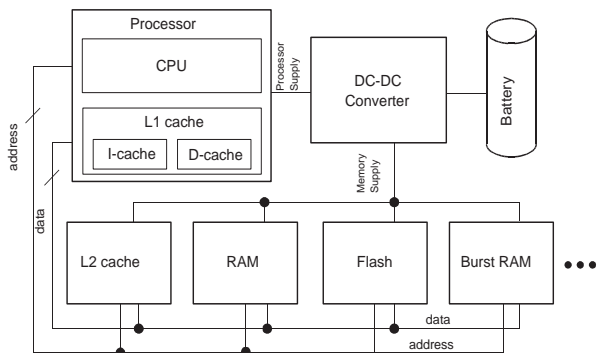 Processor
CPU
L1 cache
I-cache
D-cache
Processor
Supply
DC-DC
Converter
Battery
Memory
Supply
address
data
L2 cache
RAM
Flash
Burst RAM
data
address